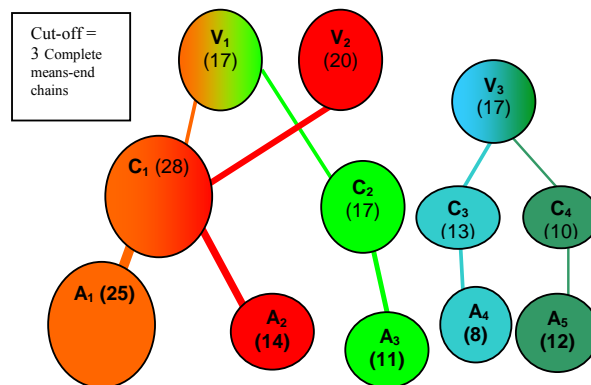 Cut-off =
3 Complete
means-end
chains
V₁
(17)
V₂
(20)
V₃
(17)
C₁ (28)
C₂
(17)
C₃
(13)
C₄
(10)
A₁ (25)
A₂
(14)
A₃
(11)
A₄
(8)
A₅
(12)